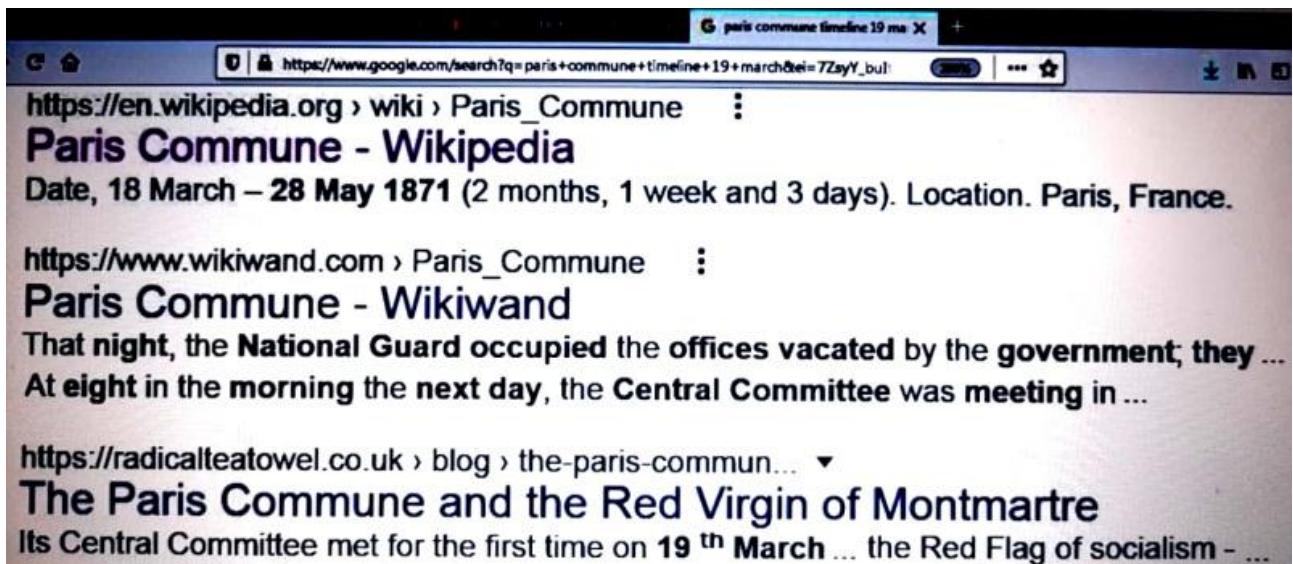 paris commune timeline 19 ma
https://www.google.com/search?q=paris+commune+timeline+19+march&ei=7ZsyY_bul
https://en.wikipedia.org › wiki › Paris_Commune
Paris Commune - Wikipedia
Date, 18 March – 28 May 1871 (2 months, 1 week and 3 days). Location. Paris, France.
https://www.wikiwand.com › Paris_Commune
Paris Commune - Wikiwand
That night, the National Guard occupied the offices vacated by the government; they ...
At eight in the morning the next day, the Central Committee was meeting in ...
https://radicalteatowel.co.uk › blog › the-paris-commun...
The Paris Commune and the Red Virgin of Montmartre
Its Central Committee met for the first time on 19 th March ... the Red Flag of socialism - ...